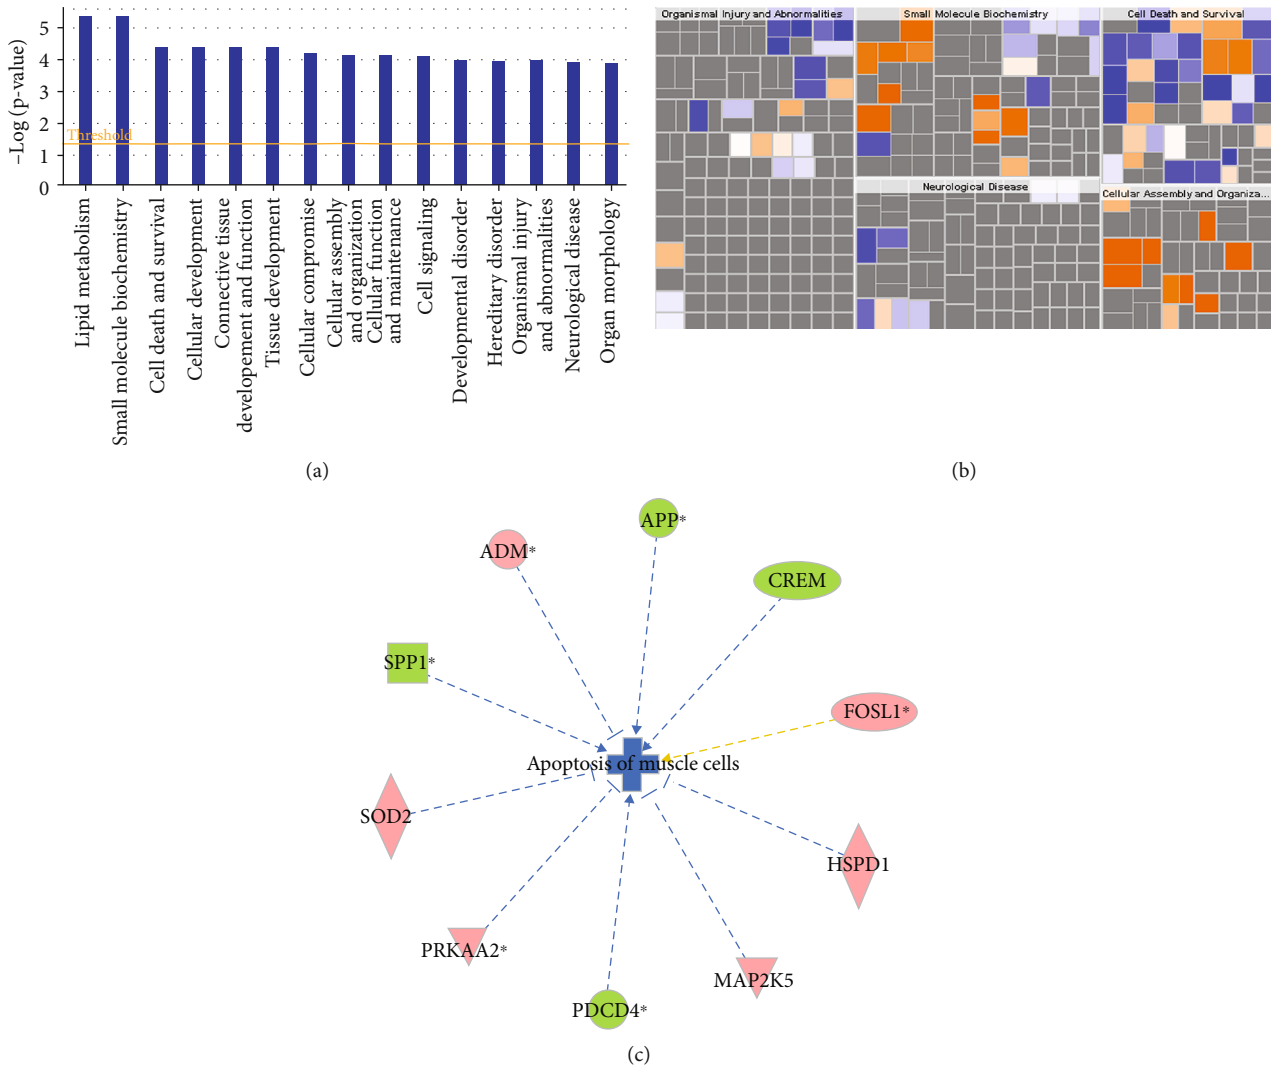 −Log (p-value)
5
4
3
2
1
0
Threshold
Lipid metabolism
Small molecule biochemistry
Cell death and survival
Cellular development
Connective tissue
developement and function
Tissue development
Cellular compromise
Cellular assembly
and organization
Cellular function
and maintenance
Cell signaling
Developmental disorder
Hereditary disorder
Organismal injury
and abnormalities
Neurological disease
Organ morphology
(a)
Organismal Injury and Abnormalities
Small Molecule Biochemistry
Cell Death and Survival
Neurological Disease
Cellular Assembly and Organiza...
(b)
APP*
ADM*
CREM
SPP1*
FOSL1*
Apoptosis of muscle cells
SOD2
HSPD1
PRKAA2*
MAP2K5
PDCD4*
(c)